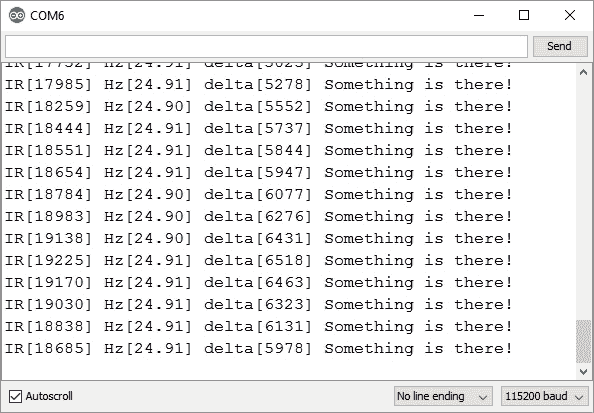 COM6
Send
IR[17752] Hz[24.91] delta[5025] Something is there!
IR[17985] Hz[24.91] delta[5278] Something is there!
IR[18259] Hz[24.90] delta[5552] Something is there!
IR[18444] Hz[24.91] delta[5737] Something is there!
IR[18551] Hz[24.91] delta[5844] Something is there!
IR[18654] Hz[24.91] delta[5947] Something is there!
IR[18784] Hz[24.90] delta[6077] Something is there!
IR[18983] Hz[24.90] delta[6276] Something is there!
IR[19138] Hz[24.90] delta[6431] Something is there!
IR[19225] Hz[24.91] delta[6518] Something is there!
IR[19170] Hz[24.91] delta[6463] Something is there!
IR[19030] Hz[24.91] delta[6323] Something is there!
IR[18838] Hz[24.91] delta[6131] Something is there!
IR[18685] Hz[24.91] delta[5978] Something is there!
Autoscroll
No line ending
115200 baud